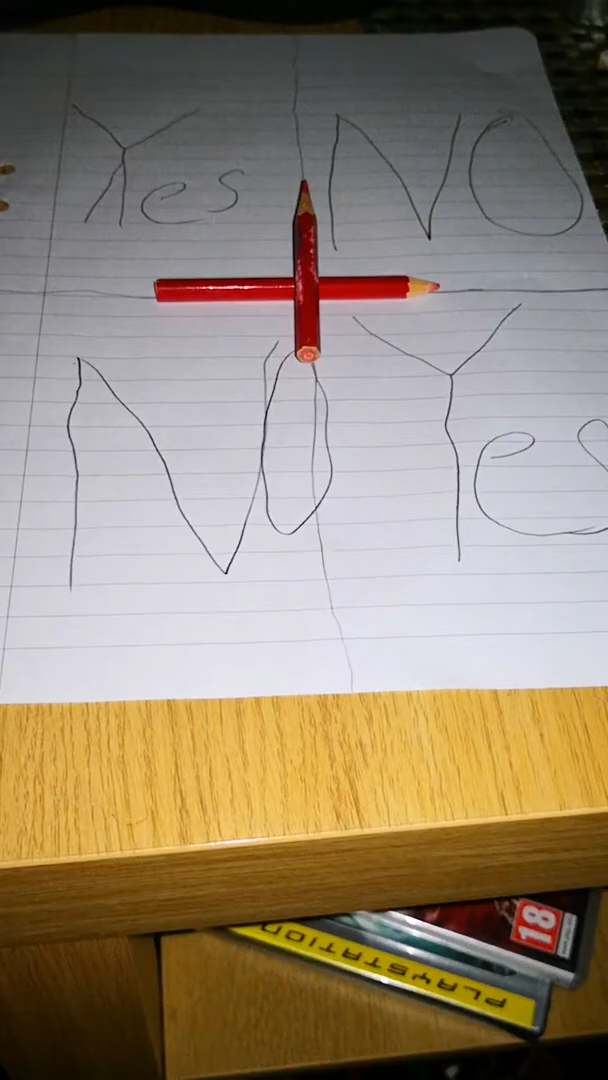 Yes NO
NO Yes
18
PLAYSTATION